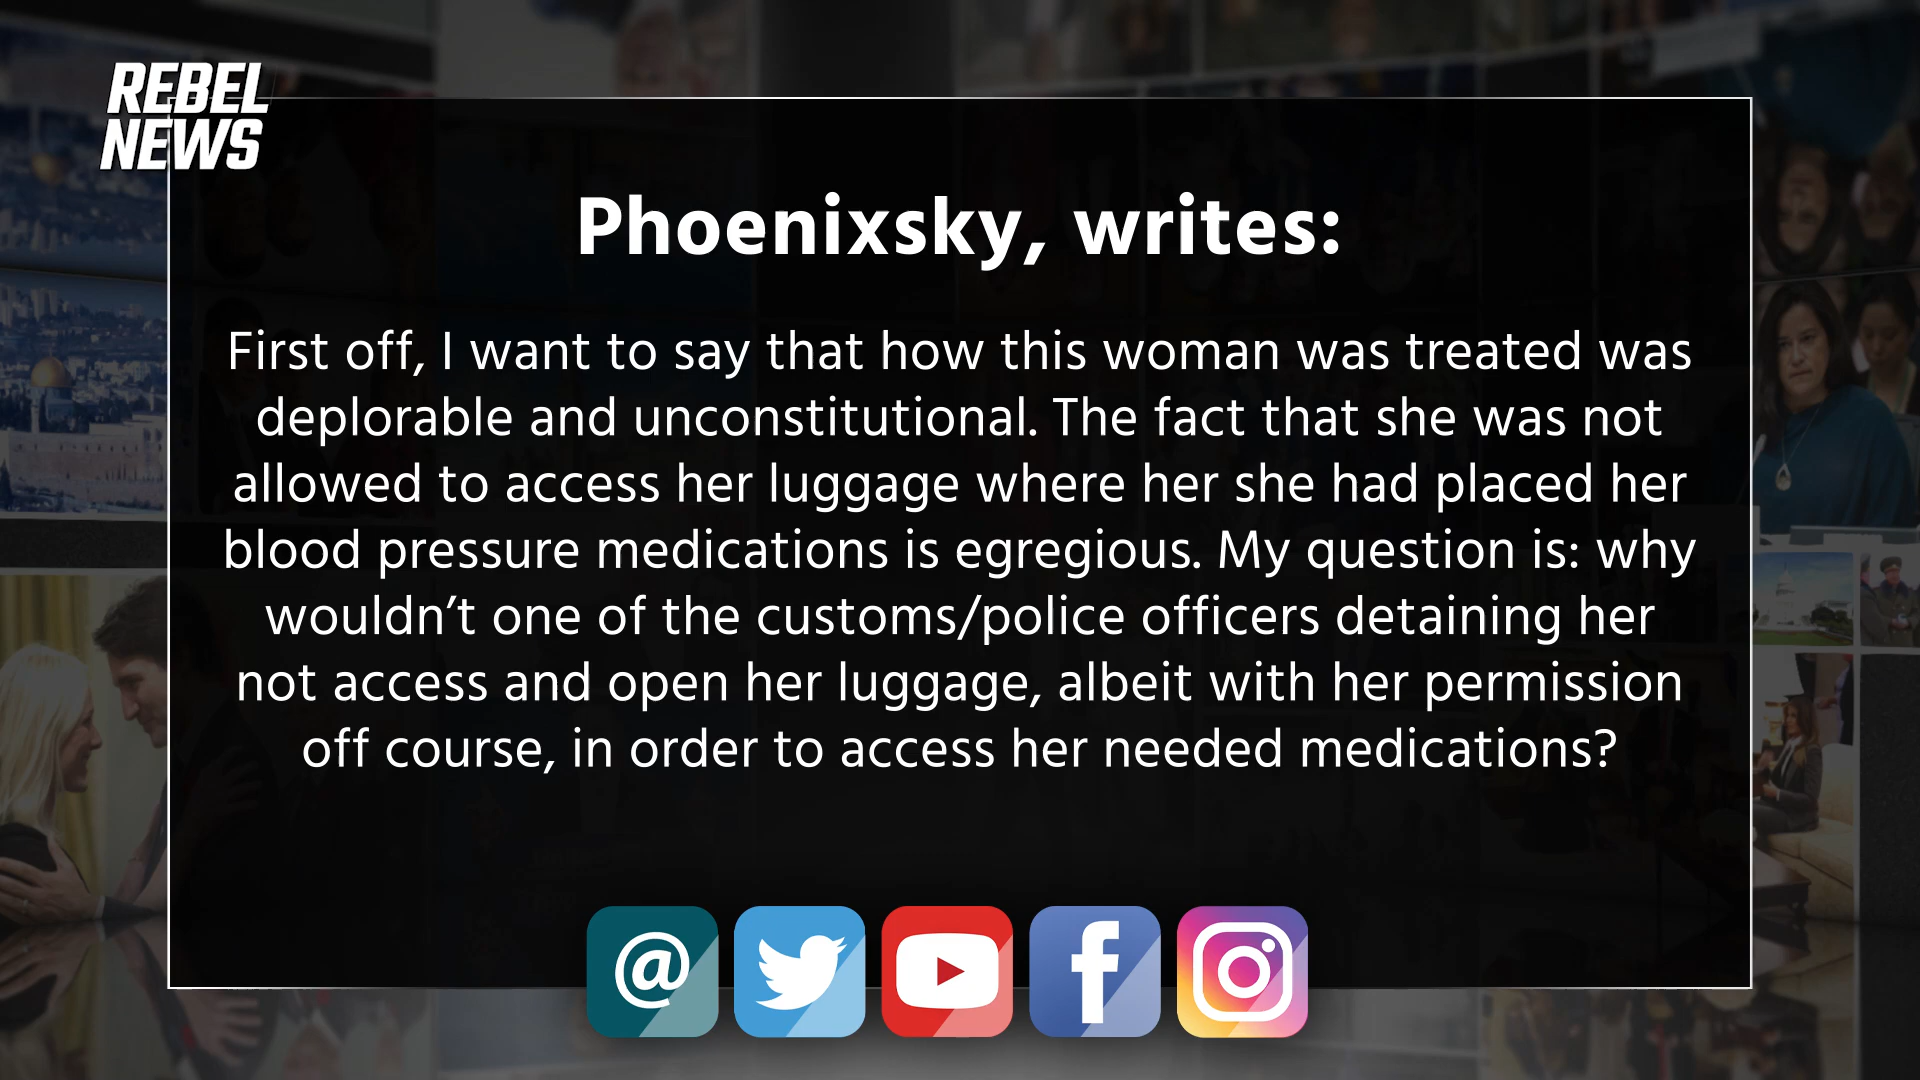 REBEL
NEWS
Phoenixsky, writes:
First off, I want to say that how this woman was treated was
deplorable and unconstitutional. The fact that she was not
allowed to access her luggage where her she had placed her
blood pressure medications is egregious. My question is: why
wouldn’t one of the customs/police officers detaining her
not access and open her luggage, albeit with her permission
off course, in order to access her needed medications?